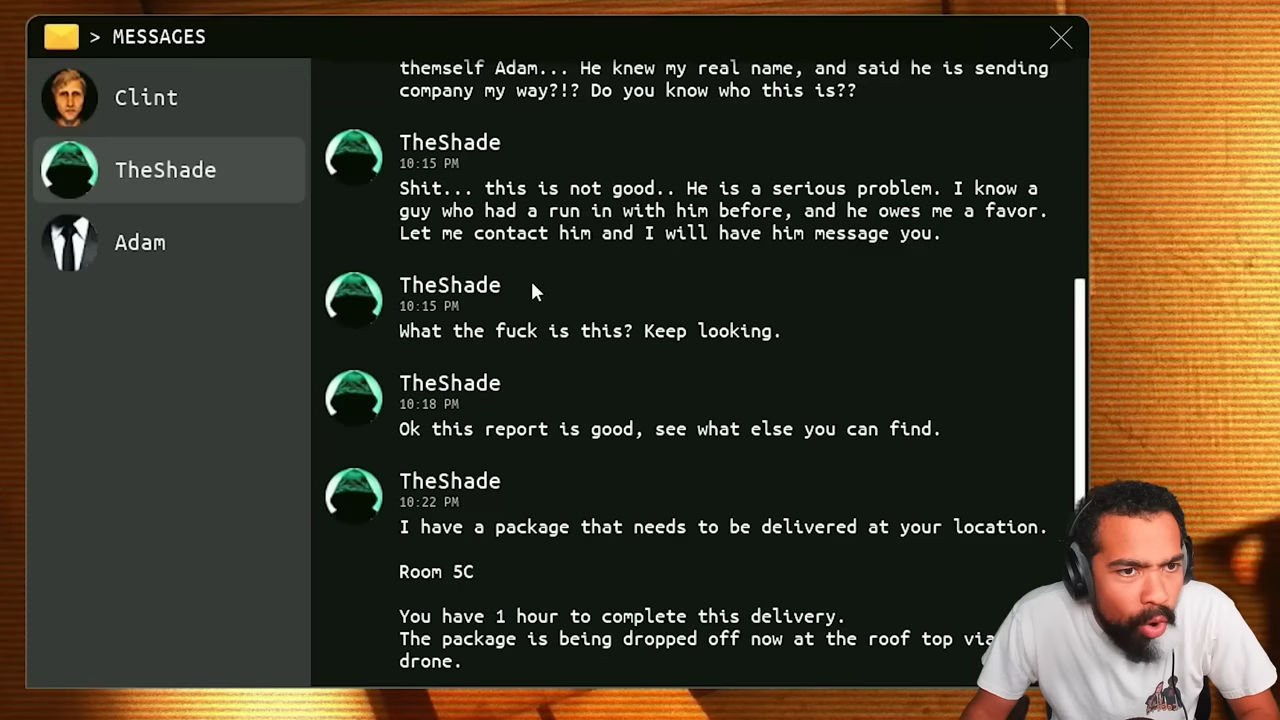 > MESSAGES
Clint
TheShade
Adam
themself Adam... He knew my real name, and said he is sending
company my way?!? Do you know who this is??
TheShade
10:15 PM
Shit... this is not good.. He is a serious problem. I know a
guy who had a run in with him before, and he owes me a favor.
Let me contact him and I will have him message you.
TheShade
10:15 PM
What the fuck is this? Keep looking.
TheShade
10:18 PM
Ok this report is good, see what else you can find.
TheShade
10:22 PM
I have a package that needs to be delivered at your location.
Room 5C
You have 1 hour to complete this delivery.
The package is being dropped off now at the roof top via
drone.